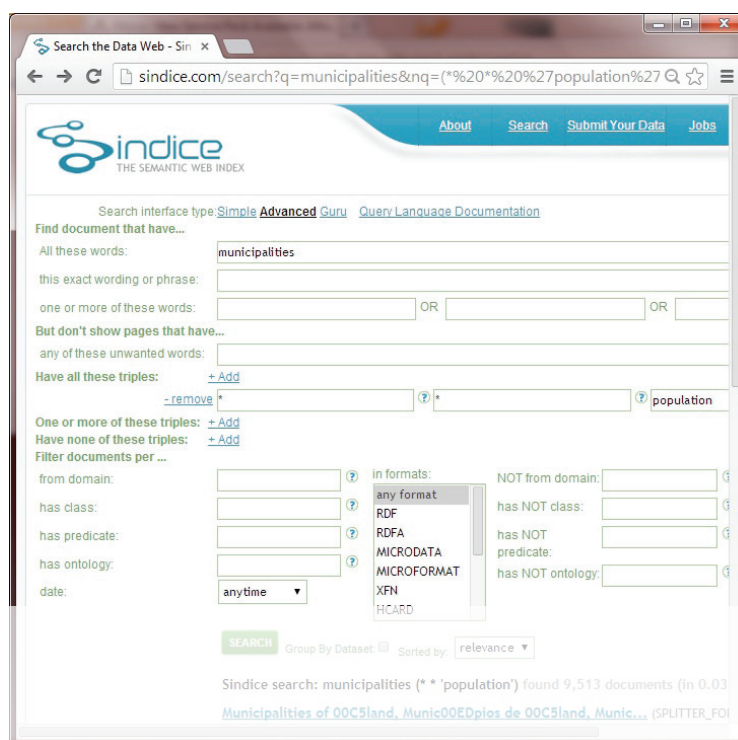 Search the Data Web - Sin ×
sindice.com/search?q=municipalities&nq=(*%20*%20%27population%27
About Search Submit Your Data Jobs
sindice
THE SEMANTIC WEB INDEX
Search interface type: Simple Advanced Guru Query Language Documentation
Find document that have...
All these words: municipalities
this exact wording or phrase:
one or more of these words: OR OR
But don't show pages that have...
any of these unwanted words:
Have all these triples: + Add
- remove * ? * ? population
One or more of these triples: + Add
Have none of these triples: + Add
Filter documents per ...
from domain: ? in formats: NOT from domain:
any format
has class: ? RDF has NOT class:
RDFA
has predicate: ? MICRODATA has NOT predicate:
has ontology: ? MICROFORMAT has NOT ontology:
date: anytime XFN
HCARD
SEARCH Group By Dataset: Sorted by: relevance
Sindice search: municipalities (* * 'population') found 9,513 documents (in 0.03
Municipalities of 00C5land, Munic00EDpios de 00C5land, Munic... (SPLITTER_FO